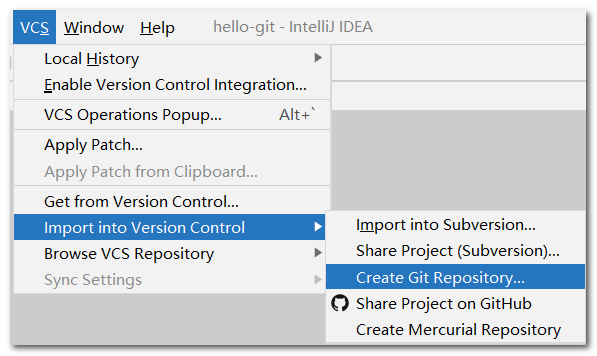 VCS Window Help hello-git - IntelliJ IDEA
Local History
Enable Version Control Integration...
VCS Operations Popup... Alt+`
Apply Patch...
Apply Patch from Clipboard...
Get from Version Control...
Import into Version Control
Browse VCS Repository
Sync Settings
Import into Subversion...
Share Project (Subversion)...
Create Git Repository...
Share Project on GitHub
Create Mercurial Repository